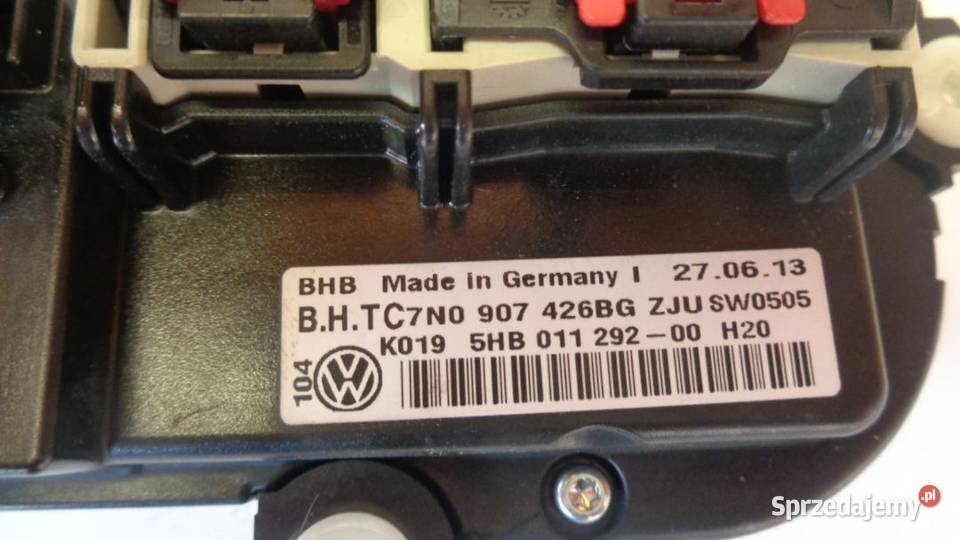 BHB Made in Germany I 27.06.13
B.H.TC7N0 907 426BG ZJU SW0505
K019 5HB 011 292-00 H20
104
Sprzedajemy.pl